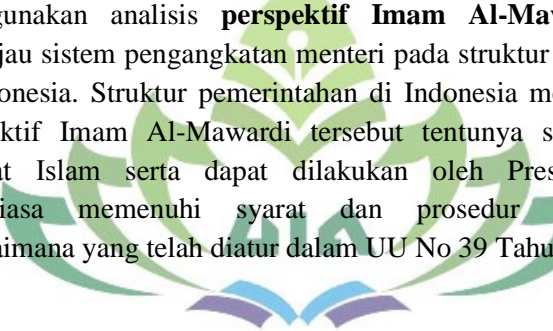 gunakan analisis perspektif Imam Al-Maw
jau sistem pengangkatan menteri pada struktur
onesia. Struktur pemerintahan di Indonesia me
ktif Imam Al-Mawardi tersebut tentunya s
at Islam serta dapat dilakukan oleh Pres
iasa memenuhi syarat dan prosedur
aimana yang telah diatur dalam UU No 39 Tahu